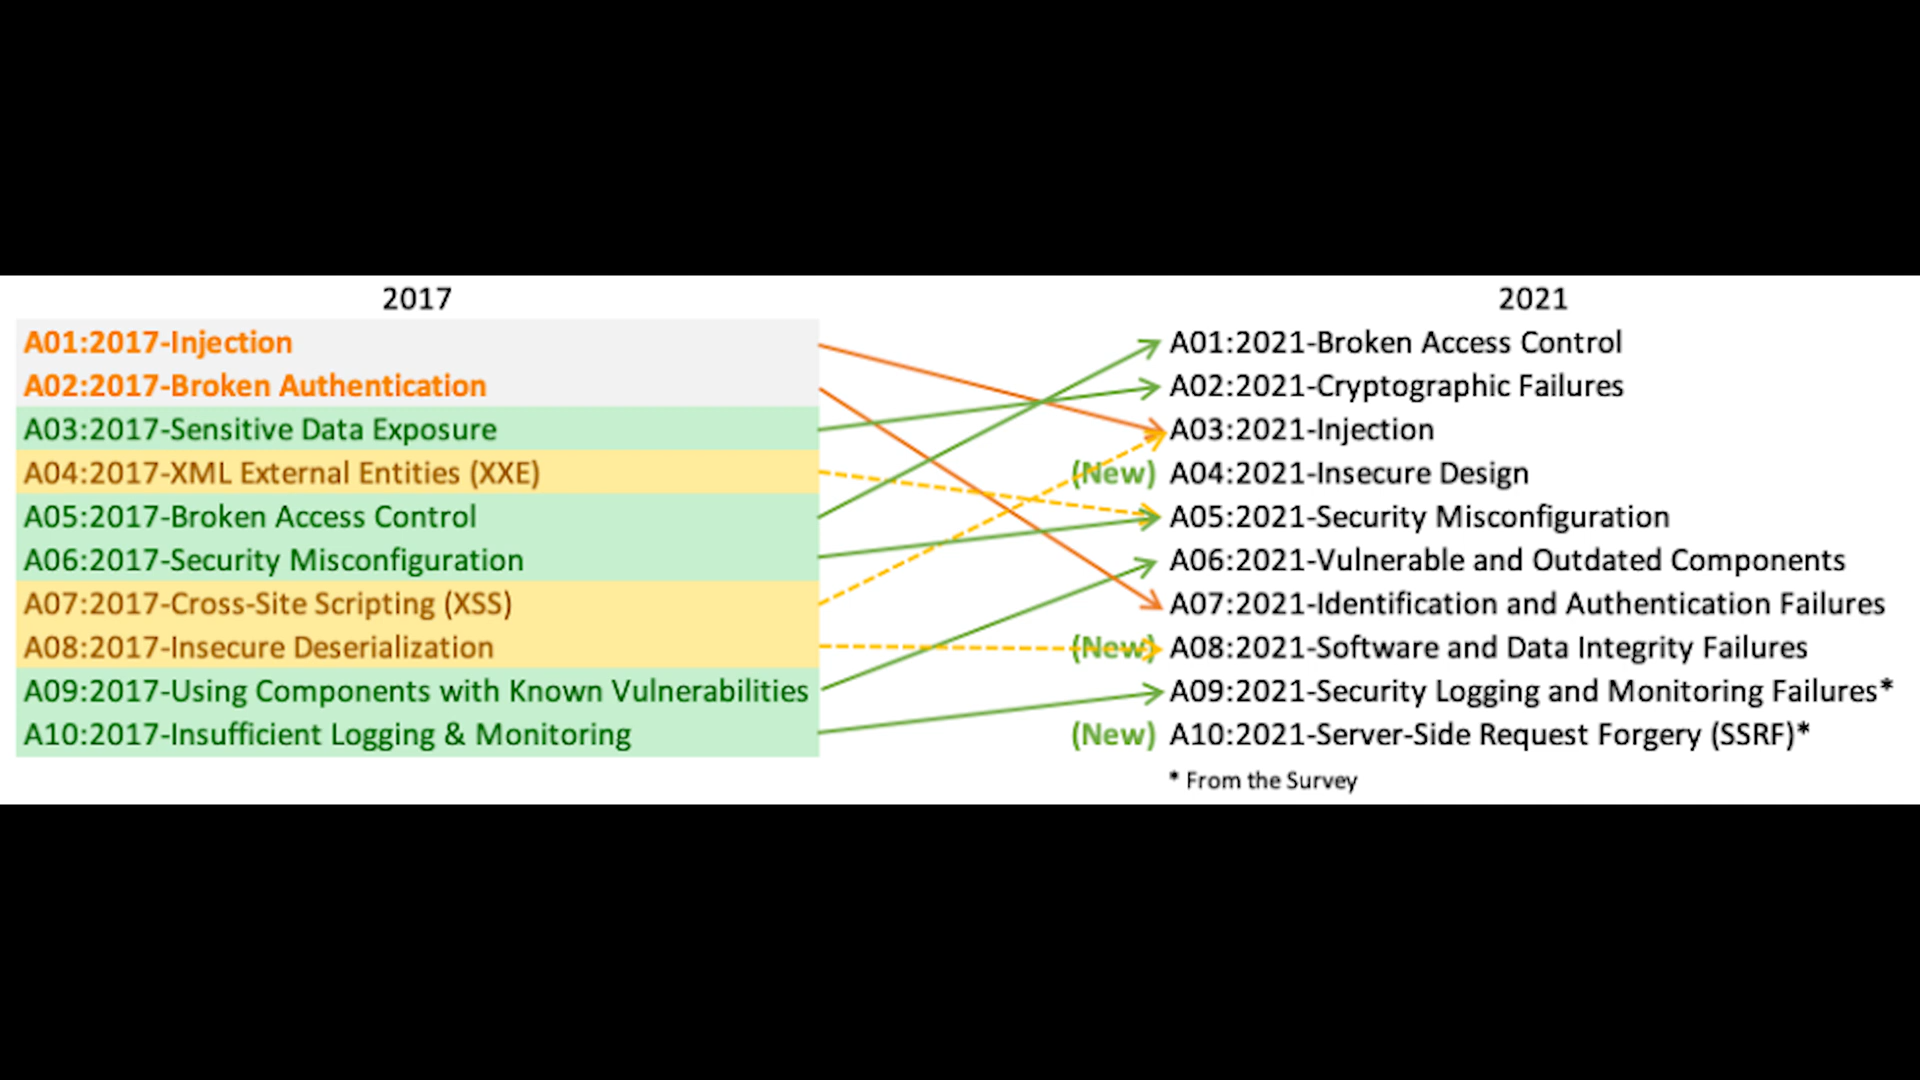 2017
A01:2017-Injection
A02:2017-Broken Authentication
A03:2017-Sensitive Data Exposure
A04:2017-XML External Entities (XXE)
A05:2017-Broken Access Control
A06:2017-Security Misconfiguration
A07:2017-Cross-Site Scripting (XSS)
A08:2017-Insecure Deserialization
A09:2017-Using Components with Known Vulnerabilities
A10:2017-Insufficient Logging & Monitoring
2021
A01:2021-Broken Access Control
A02:2021-Cryptographic Failures
A03:2021-Injection
(New) A04:2021-Insecure Design
A05:2021-Security Misconfiguration
A06:2021-Vulnerable and Outdated Components
A07:2021-Identification and Authentication Failures
(New) A08:2021-Software and Data Integrity Failures
A09:2021-Security Logging and Monitoring Failures*
(New) A10:2021-Server-Side Request Forgery (SSRF)*
* From the Survey